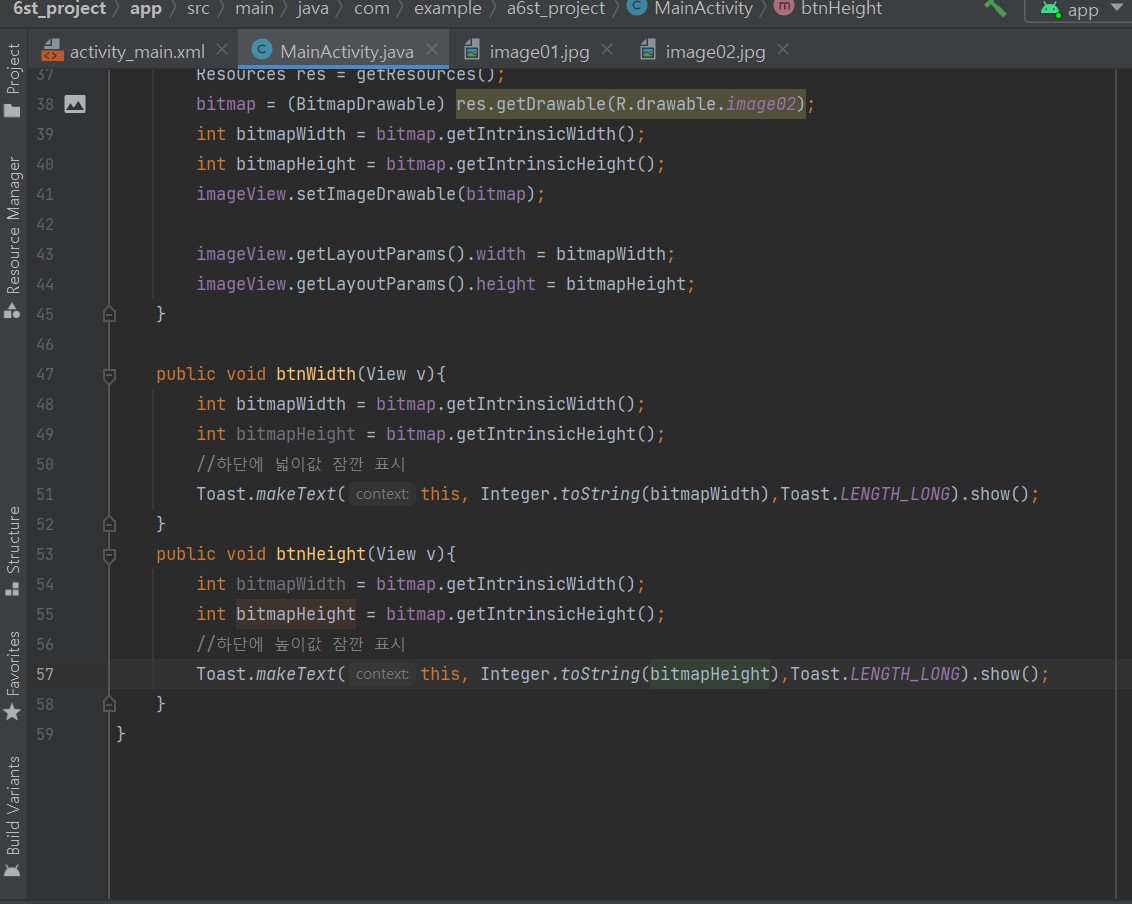 6st_project > app > src > main > java > com > example > a6st_project > MainActivity > btnHeight app
activity_main.xml MainActivity.java image01.jpg image02.jpg
Project
Resource Manager
Structure
Favorites
Build Variants
37 Resources res = getResources();
38 bitmap = (BitmapDrawable) res.getDrawable(R.drawable.image02);
39 int bitmapWidth = bitmap.getIntrinsicWidth();
40 int bitmapHeight = bitmap.getIntrinsicHeight();
41 imageView.setImageDrawable(bitmap);
42
43 imageView.getLayoutParams().width = bitmapWidth;
44 imageView.getLayoutParams().height = bitmapHeight;
45 }
46
47 public void btnWidth(View v){
48 int bitmapWidth = bitmap.getIntrinsicWidth();
49 int bitmapHeight = bitmap.getIntrinsicHeight();
50 //하단에 넓이값 잠깐 표시
51 Toast.makeText( context: this, Integer.toString(bitmapWidth),Toast.LENGTH_LONG).show();
52 }
53 public void btnHeight(View v){
54 int bitmapWidth = bitmap.getIntrinsicWidth();
55 int bitmapHeight = bitmap.getIntrinsicHeight();
56 //하단에 높이값 잠깐 표시
57 Toast.makeText( context: this, Integer.toString(bitmapHeight),Toast.LENGTH_LONG).show();
58 }
59 }